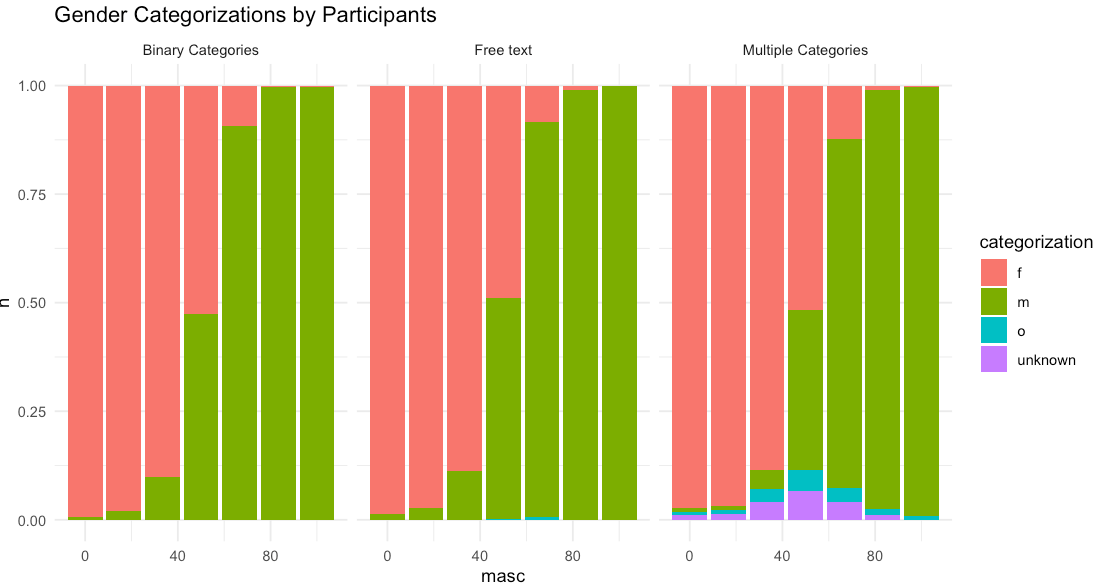 Gender Categorizations by Participants
Binary Categories
Free text
Multiple Categories
1.00
0.75
0.50
0.25
0.00
n
0
40
80
0
40
80
0
40
80
masc
categorization
f
m
o
unknown